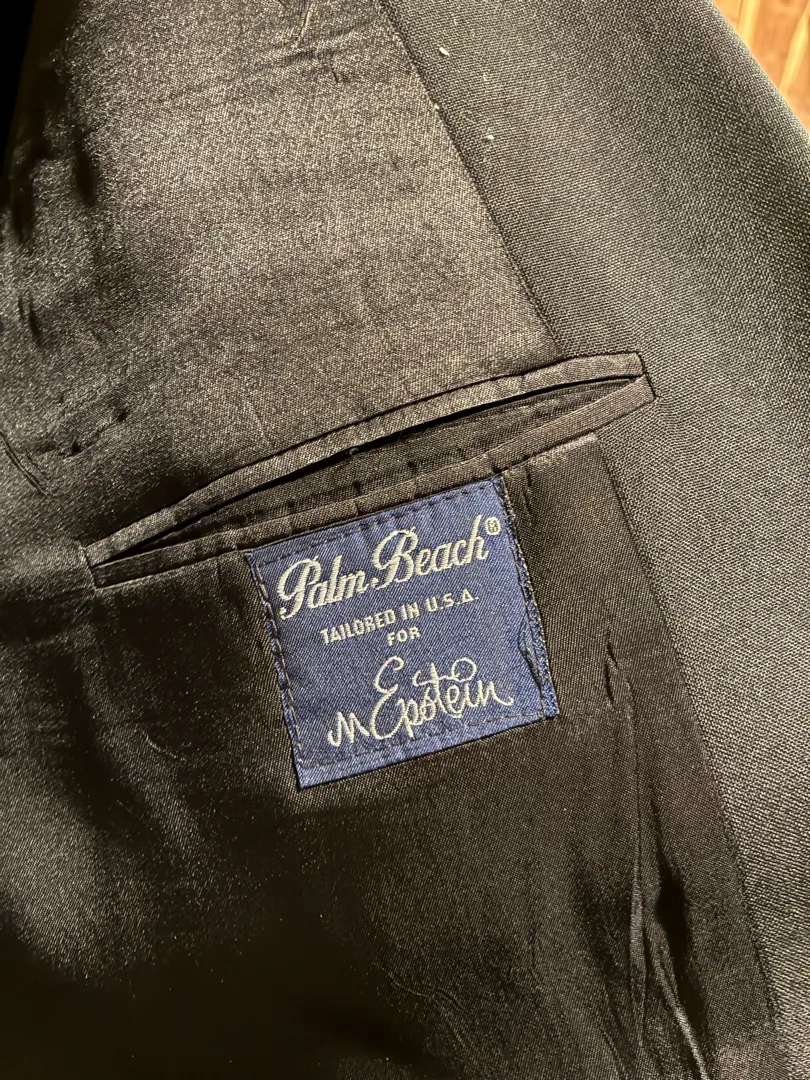 Palm Beach®
TAILORED IN U.S.A.
FOR
M Epstein